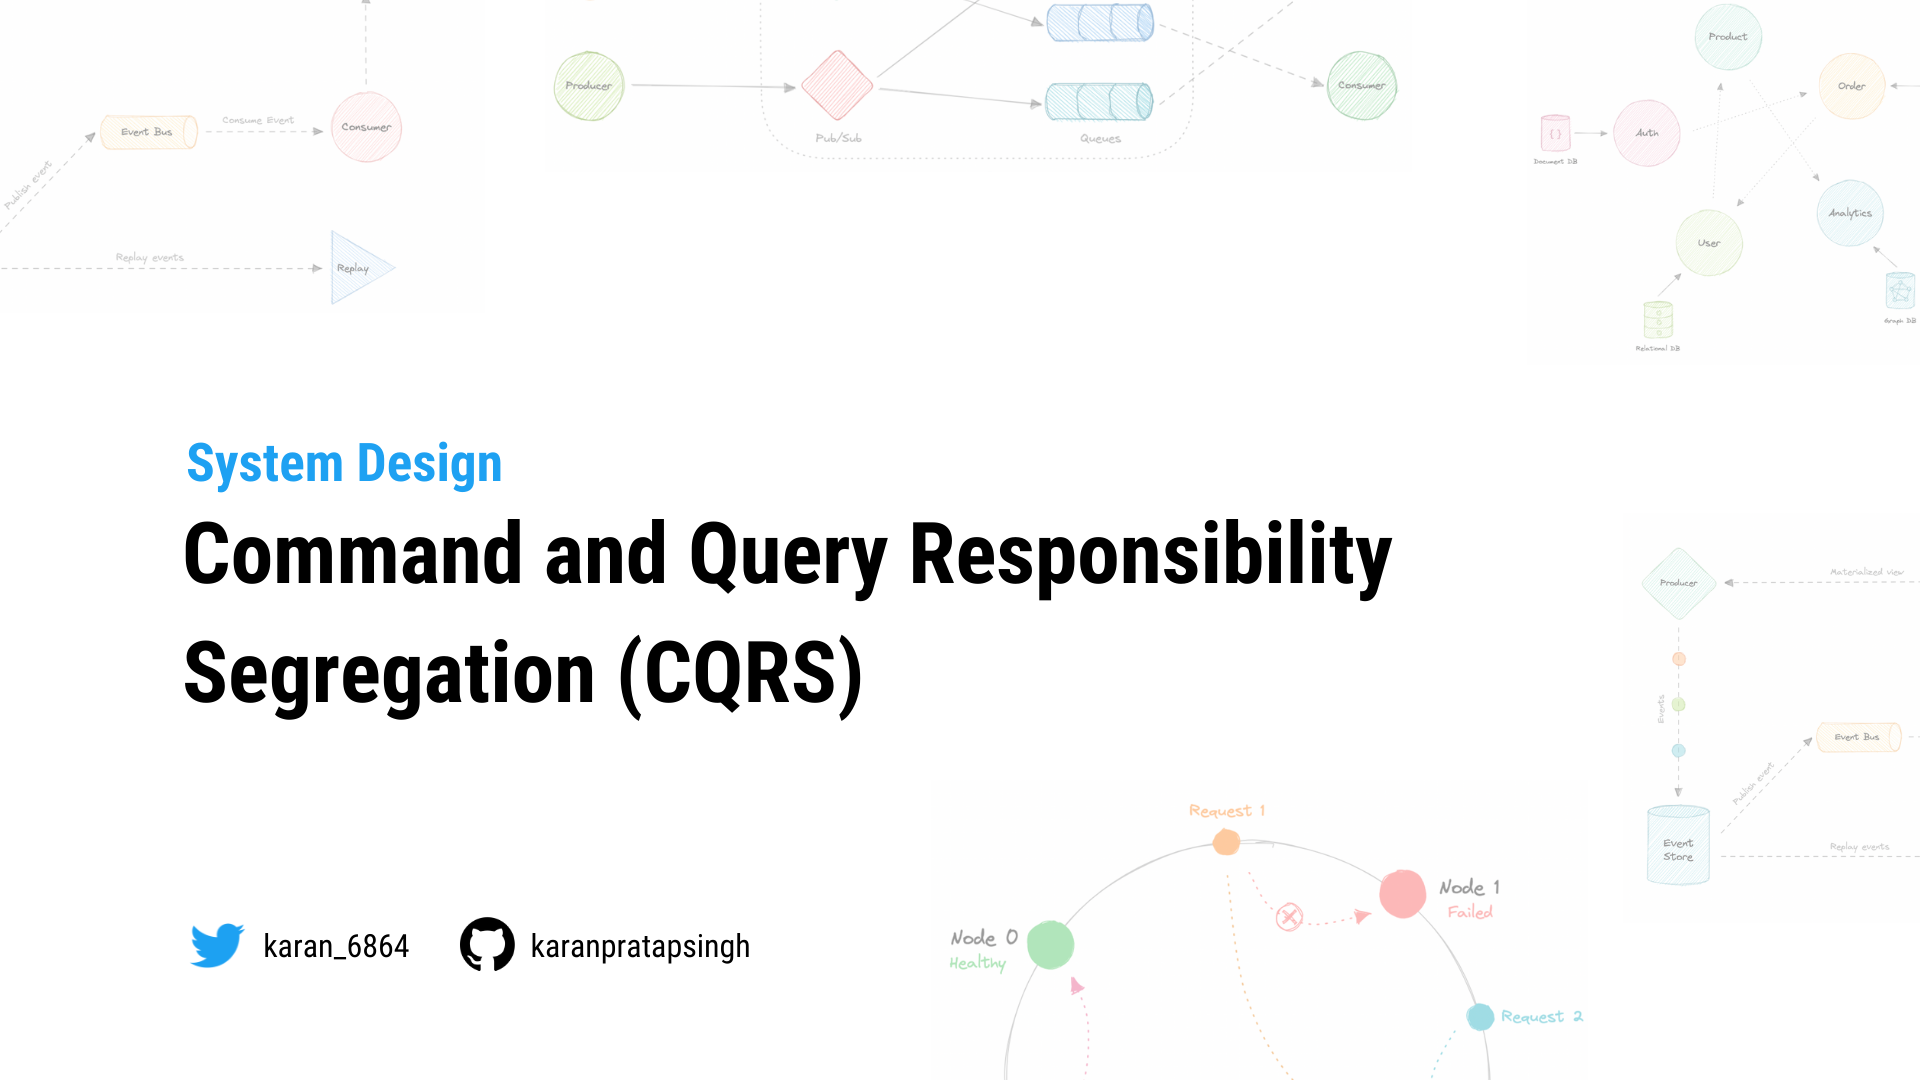 Publish event
Event Bus
Consume Event
Consumer
Replay events
Replay
Producer
Pub/Sub
Queues
Consumer
Product
Order
Document DB
Auth
User
Analytics
Relational DB
Graph DB
System Design
Command and Query Responsibility
Segregation (CQRS)
karan_6864
karanpratapsingh
Producer
Materialized view
Events
Publish event
Event Bus
Event
Store
Replay events
Request 1
Node 0
Healthy
Node 1
Failed
Request 2